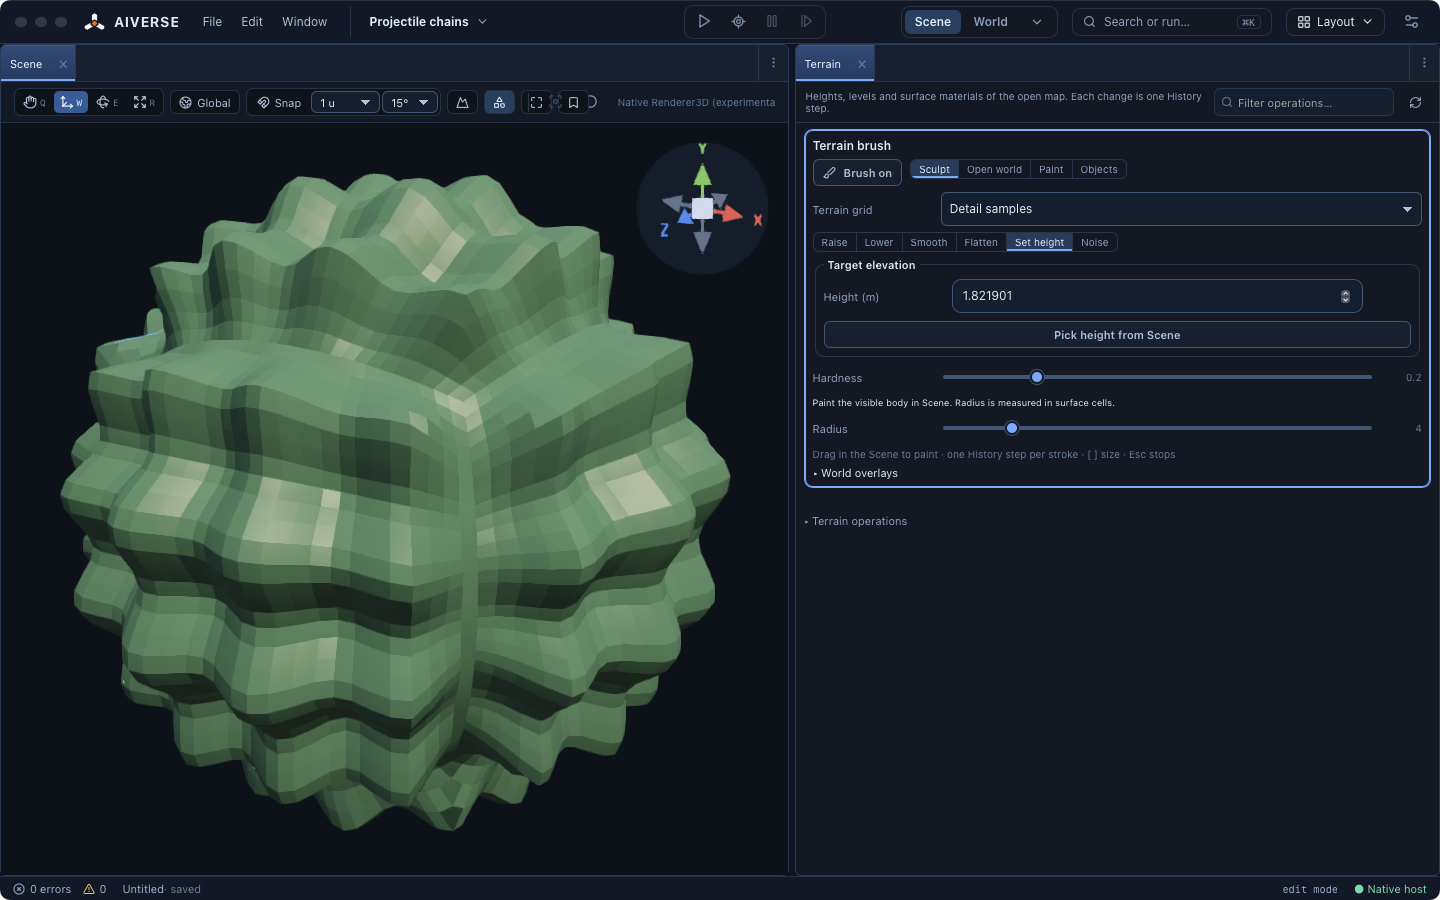 AIVERSE File Edit Window Projectile chains Scene World Search or run... ⌘K Layout
Scene
Terrain
Q W E R Global Snap 1 u 15° Native Renderer3D (experimenta
Heights, levels and surface materials of the open map. Each change is one History
step.
Filter operations...
Y
X
Z
Terrain brush
Brush on Sculpt Open world Paint Objects
Terrain grid Detail samples
Raise Lower Smooth Flatten Set height Noise
Target elevation
Height (m) 1.821901
Pick height from Scene
Hardness 0.2
Paint the visible body in Scene. Radius is measured in surface cells.
Radius 4
Drag in the Scene to paint · one History step per stroke · [ ] size · Esc stops
World overlays
Terrain operations
0 errors 0 Untitled · saved edit mode Native host